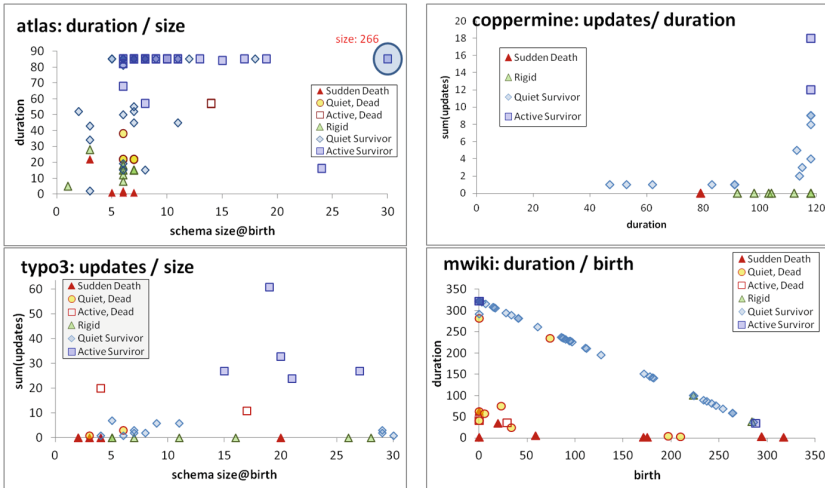 atlas: duration / size
size: 266
duration
90
80
70
60
50
40
30
20
10
0
0 5 10 15 20 25 30
schema size@birth
Sudden Death
Quiet, Dead
Active, Dead
Rigid
Quiet Survivor
Active Surviror
coppermine: updates/ duration
sum(updates)
20
18
16
14
12
10
8
6
4
2
0
0 20 40 60 80 100 120
duration
Sudden Death
Rigid
Quiet Survivor
Active Survivor
typo3: updates / size
sum(updates)
60
50
40
30
20
10
0
0 5 10 15 20 25 30
schema size@birth
Sudden Death
Quiet, Dead
Active, Dead
Rigid
Quiet Survivor
Active Surviror
mwiki: duration / birth
duration
350
300
250
200
150
100
50
0
0 50 100 150 200 250 300 350
birth
Sudden Death
Quiet, Dead
Active, Dead
Rigid
Quiet Survivor
Active Survivor